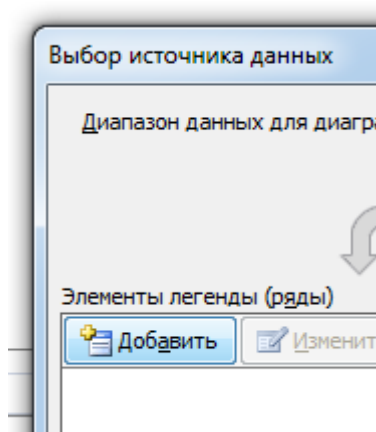 Выбор источника данных
Диапазон данных для диагра
Элементы легенды (ряды)
Добавить Изменит